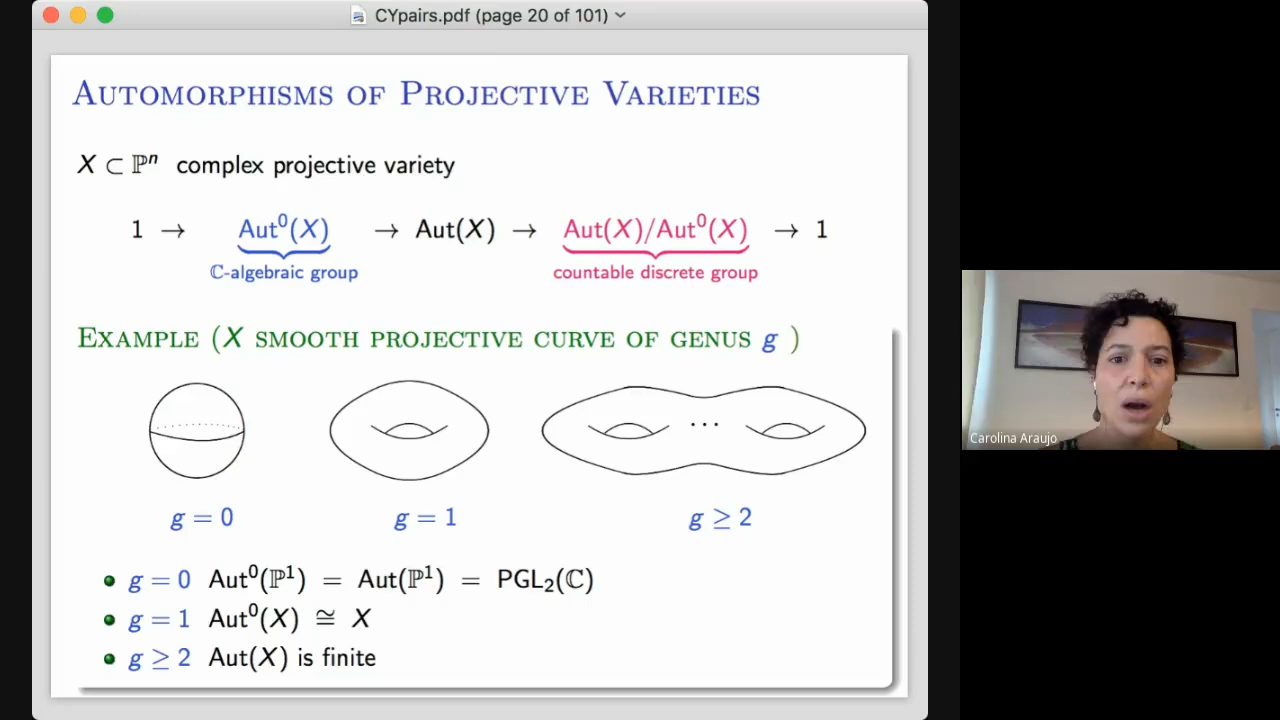 CYpairs.pdf (page 20 of 101)
Automorphisms of Projective Varieties
X ⊂ ℙⁿ complex projective variety
1 → Aut⁰(X) → Aut(X) → Aut(X)/Aut⁰(X) → 1
ℂ-algebraic group countable discrete group
Example (X smooth projective curve of genus g )
...
g = 0 g = 1 g ≥ 2
• g = 0 Aut⁰(ℙ¹) = Aut(ℙ¹) = PGL₂(ℂ)
• g = 1 Aut⁰(X) ≅ X
• g ≥ 2 Aut(X) is finite
Carolina Araujo